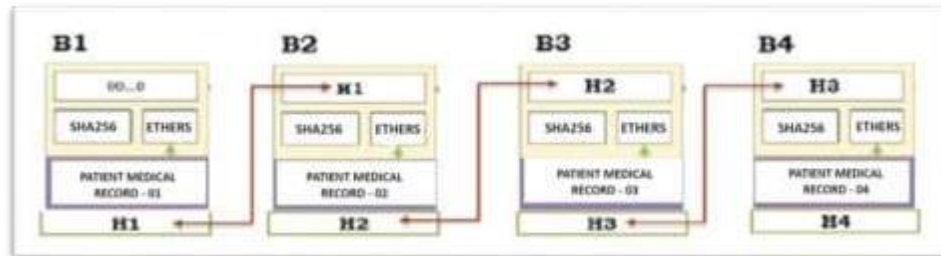 B1
00...0
SHA256
ETHERS
PATIENT MEDICAL
RECORD - 01
H1
B2
H1
SHA256
ETHERS
PATIENT MEDICAL
RECORD - 02
H2
B3
H2
SHA256
ETHERS
PATIENT MEDICAL
RECORD - 03
H3
B4
H3
SHA256
ETHERS
PATIENT MEDICAL
RECORD - 04
H4